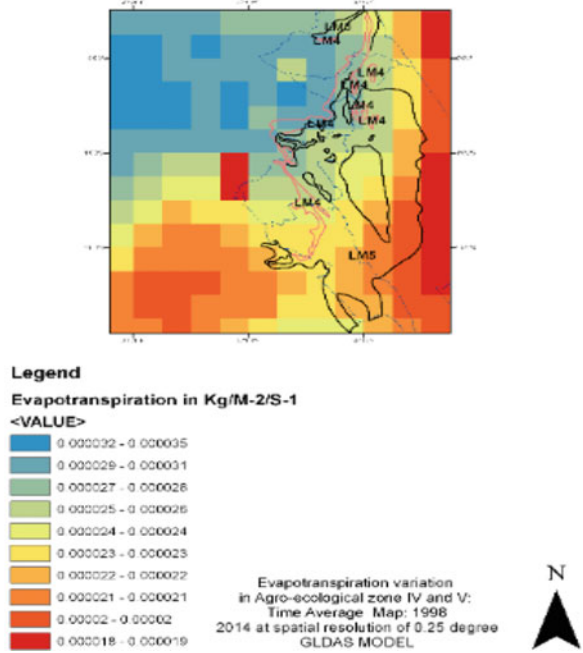 LM4
LM4
LM4
LM4
LM4
LM4
LM5
Legend
Evapotranspiration in Kg/M-2/S-1
<VALUE>
0.000032 - 0.000035
0.000029 - 0.000031
0.000027 - 0.000028
0.000025 - 0.000026
0.000024 - 0.000024
0.000023 - 0.000023
0.000022 - 0.000022
0.000021 - 0.000021
0.00002 - 0.00002
0.000018 - 0.000019
Evapotranspiration variation
in Agro-ecological zone IV and V:
Time Average Map: 1998
2014 at spatial resolution of 0.25 degree
GLDAS MODEL
N